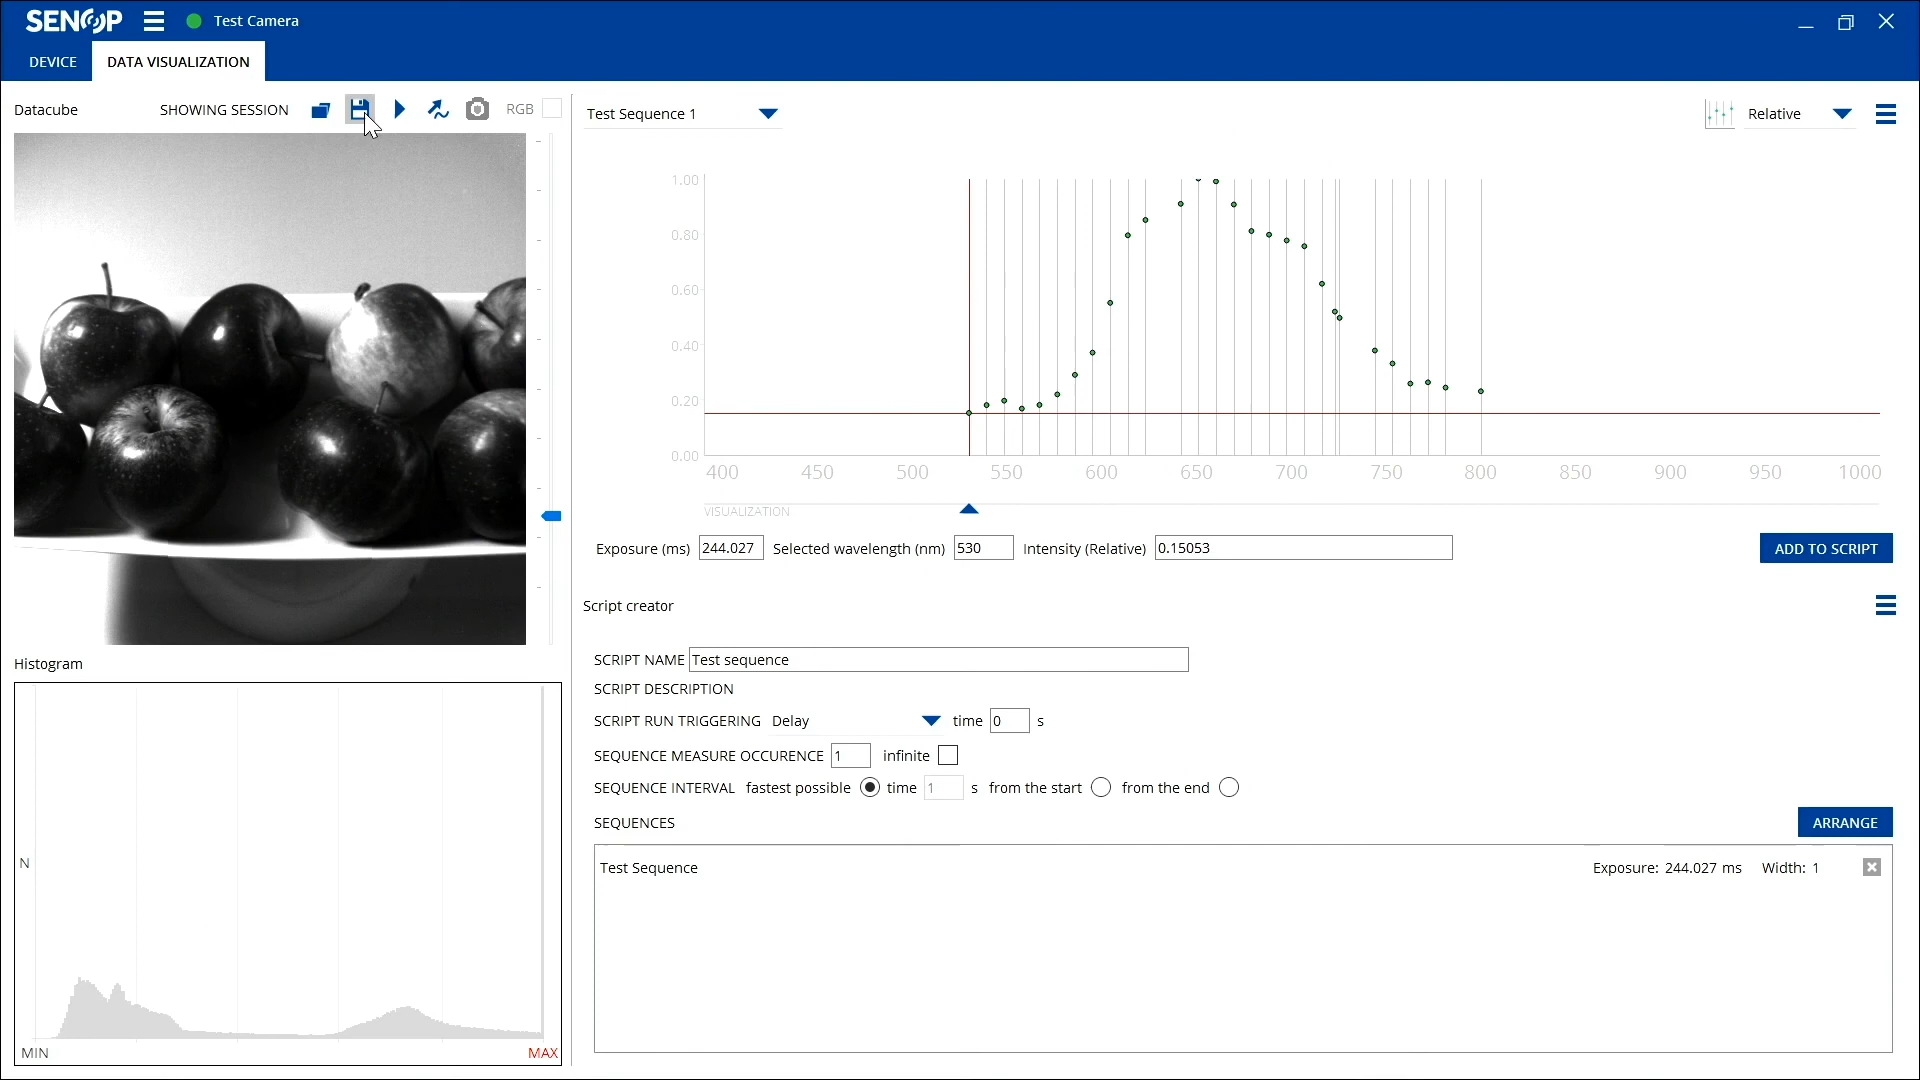 SENOP Test Camera
DEVICE DATA VISUALIZATION
Datacube SHOWING SESSION RGB
Test Sequence 1 Relative
1.00
0.80
0.60
0.40
0.20
0.00
400 450 500 550 600 650 700 750 800 850 900 950 1000
VISUALIZATION
Exposure (ms) 244.027 Selected wavelength (nm) 530 Intensity (Relative) 0.15053 ADD TO SCRIPT
Script creator
SCRIPT NAME Test sequence
SCRIPT DESCRIPTION
SCRIPT RUN TRIGGERING Delay time 0 s
SEQUENCE MEASURE OCCURENCE 1 infinite
SEQUENCE INTERVAL fastest possible time 1 s from the start from the end
SEQUENCES ARRANGE
Test Sequence Exposure: 244.027 ms Width: 1
Histogram
N
MIN MAX